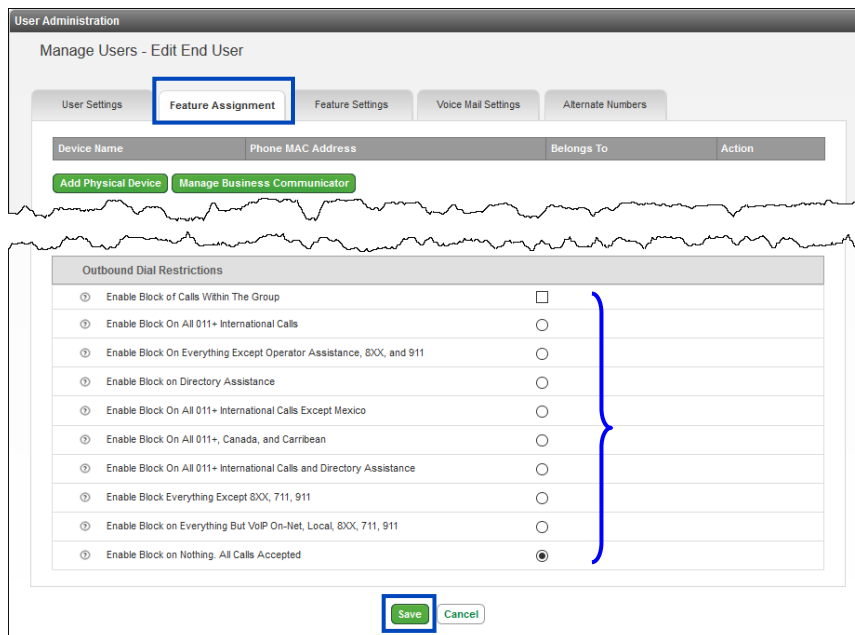 User Administration
Manage Users - Edit End User
User Settings
Feature Assignment
Feature Settings
Voice Mail Settings
Alternate Numbers
Device Name Phone MAC Address Belongs To Action
Add Physical Device Manage Business Communicator
Outbound Dial Restrictions
Enable Block of Calls Within The Group
Enable Block On All 011+ International Calls
Enable Block On Everything Except Operator Assistance, 8XX, and 911
Enable Block on Directory Assistance
Enable Block On All 011+ International Calls Except Mexico
Enable Block On All 011+, Canada, and Carribean
Enable Block On All 011+ International Calls and Directory Assistance
Enable Block Everything Except 8XX, 711, 911
Enable Block on Everything But VoIP On-Net, Local, 8XX, 711, 911
Enable Block on Nothing. All Calls Accepted
Save Cancel